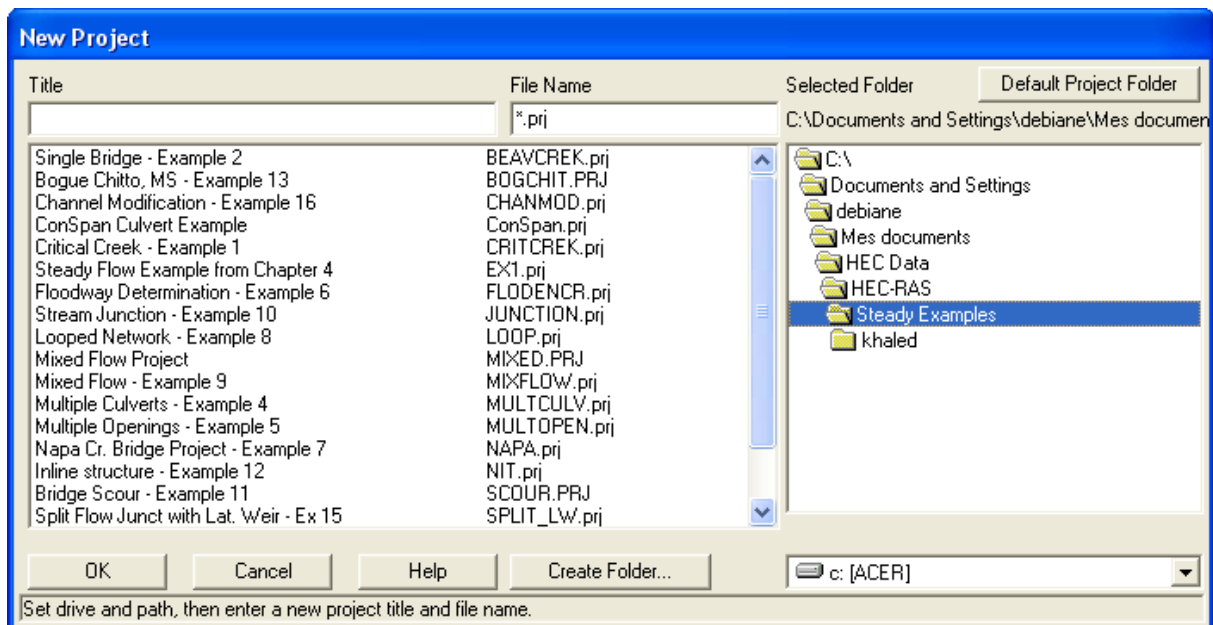 New Project
Title File Name Selected Folder Default Project Folder
*.prj C:\Documents and Settings\debiane\Mes documen
Single Bridge - Example 2 BEAVCREK.prj
Bogue Chitto, MS - Example 13 BOGCHIT.PRJ
Channel Modification - Example 16 CHANMOD.prj
ConSpan Culvert Example ConSpan.prj
Critical Creek - Example 1 CRITCREK.prj
Steady Flow Example from Chapter 4 EX1.prj
Floodway Determination - Example 6 FLODENCR.prj
Stream Junction - Example 10 JUNCTION.prj
Looped Network - Example 8 LOOP.prj
Mixed Flow Project MIXED.PRJ
Mixed Flow - Example 9 MIXFLOW.prj
Multiple Culverts - Example 4 MULTCULV.prj
Multiple Openings - Example 5 MULTOPEN.prj
Napa Cr. Bridge Project - Example 7 NAPA.prj
Inline structure - Example 12 NIT.prj
Bridge Scour - Example 11 SCOUR.PRJ
Split Flow Junct with Lat. Weir - Ex 15 SPLIT_LW.prj
C:\
Documents and Settings
debiane
Mes documents
HEC Data
HEC-RAS
Steady Examples
khaled
OK Cancel Help Create Folder... c: [ACER]
Set drive and path, then enter a new project title and file name.